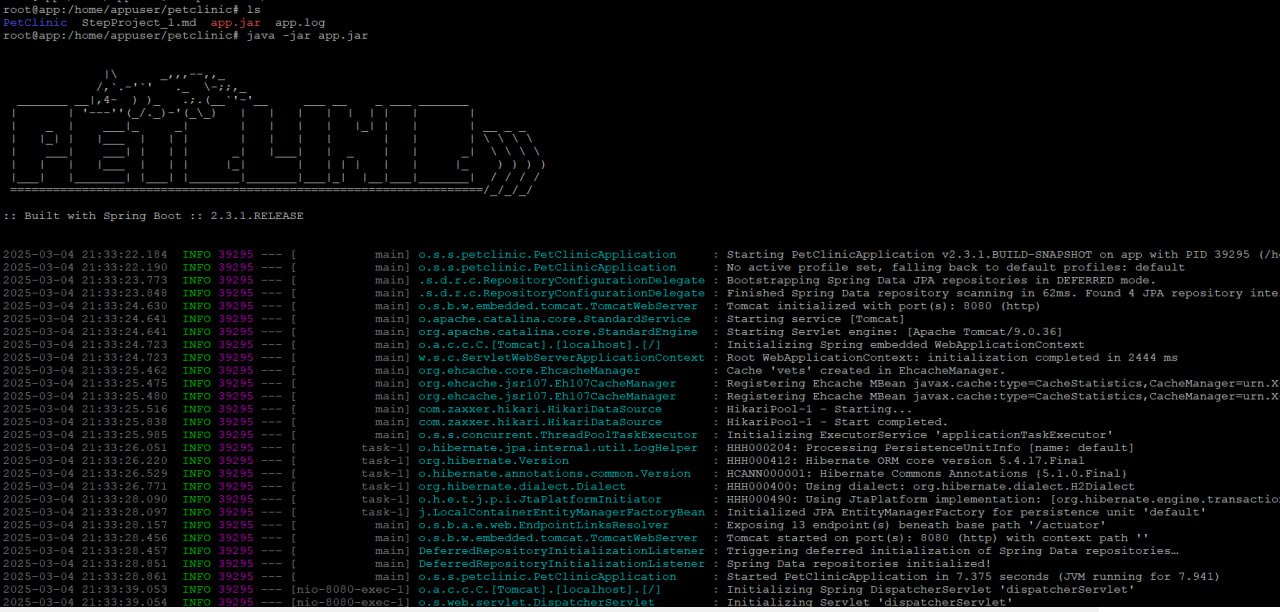 root@app:/home/appuser/petclinic# ls
PetClinic  StepProject_1.md  app.jar  app.log
root@app:/home/appuser/petclinic# java -jar app.jar
PETCLINIC
:: Built with Spring Boot :: 2.3.1.RELEASE
2025-03-04 21:33:22.184  INFO 39295 --- [           main] o.s.s.petclinic.PetClinicApplication     : Starting PetClinicApplication v2.3.1.BUILD-SNAPSHOT on app with PID 39295 (/h
2025-03-04 21:33:22.190  INFO 39295 --- [           main] o.s.s.petclinic.PetClinicApplication     : No active profile set, falling back to default profiles: default
2025-03-04 21:33:23.773  INFO 39295 --- [           main] .s.d.r.c.RepositoryConfigurationDelegate : Bootstrapping Spring Data JPA repositories in DEFERRED mode.
2025-03-04 21:33:23.848  INFO 39295 --- [           main] .s.d.r.c.RepositoryConfigurationDelegate : Finished Spring Data repository scanning in 62ms. Found 4 JPA repository inte
2025-03-04 21:33:24.630  INFO 39295 --- [           main] o.s.b.w.embedded.tomcat.TomcatWebServer  : Tomcat initialized with port(s): 8080 (http)
2025-03-04 21:33:24.641  INFO 39295 --- [           main] o.apache.catalina.core.StandardService   : Starting service [Tomcat]
2025-03-04 21:33:24.641  INFO 39295 --- [           main] org.apache.catalina.core.StandardEngine  : Starting Servlet engine: [Apache Tomcat/9.0.36]
2025-03-04 21:33:24.723  INFO 39295 --- [           main] o.a.c.c.C.[Tomcat].[localhost].[/]       : Initializing Spring embedded WebApplicationContext
2025-03-04 21:33:24.723  INFO 39295 --- [           main] w.s.c.ServletWebServerApplicationContext : Root WebApplicationContext: initialization completed in 2444 ms
2025-03-04 21:33:25.462  INFO 39295 --- [           main] org.ehcache.core.EhcacheManager          : Cache 'vets' created in EhcacheManager.
2025-03-04 21:33:25.475  INFO 39295 --- [           main] org.ehcache.jsr107.Eh107CacheManager     : Registering Ehcache MBean javax.cache:type=CacheStatistics,CacheManager=urn.X
2025-03-04 21:33:25.480  INFO 39295 --- [           main] org.ehcache.jsr107.Eh107CacheManager     : Registering Ehcache MBean javax.cache:type=CacheStatistics,CacheManager=urn.X
2025-03-04 21:33:25.516  INFO 39295 --- [           main] com.zaxxer.hikari.HikariDataSource       : HikariPool-1 - Starting...
2025-03-04 21:33:25.838  INFO 39295 --- [           main] com.zaxxer.hikari.HikariDataSource       : HikariPool-1 - Start completed.
2025-03-04 21:33:25.985  INFO 39295 --- [           main] o.s.s.concurrent.ThreadPoolTaskExecutor  : Initializing ExecutorService 'applicationTaskExecutor'
2025-03-04 21:33:26.051  INFO 39295 --- [         task-1] o.hibernate.jpa.internal.util.LogHelper  : HHH000204: Processing PersistenceUnitInfo [name: default]
2025-03-04 21:33:26.220  INFO 39295 --- [         task-1] org.hibernate.Version                    : HHH000412: Hibernate ORM core version 5.4.17.Final
2025-03-04 21:33:26.529  INFO 39295 --- [         task-1] o.hibernate.annotations.common.Version   : HCANN000001: Hibernate Commons Annotations {5.1.0.Final}
2025-03-04 21:33:26.771  INFO 39295 --- [         task-1] org.hibernate.dialect.Dialect            : HHH000400: Using dialect: org.hibernate.dialect.H2Dialect
2025-03-04 21:33:28.090  INFO 39295 --- [         task-1] o.h.e.t.j.p.i.JtaPlatformInitiator       : HHH000490: Using JtaPlatform implementation: [org.hibernate.engine.transactio
2025-03-04 21:33:28.097  INFO 39295 --- [         task-1] j.LocalContainerEntityManagerFactoryBean : Initialized JPA EntityManagerFactory for persistence unit 'default'
2025-03-04 21:33:28.157  INFO 39295 --- [           main] o.s.b.a.e.web.EndpointLinksResolver      : Exposing 13 endpoint(s) beneath base path '/actuator'
2025-03-04 21:33:28.456  INFO 39295 --- [           main] o.s.b.w.embedded.tomcat.TomcatWebServer  : Tomcat started on port(s): 8080 (http) with context path ''
2025-03-04 21:33:28.457  INFO 39295 --- [           main] DeferredRepositoryInitializationListener : Triggering deferred initialization of Spring Data repositories…
2025-03-04 21:33:28.851  INFO 39295 --- [           main] DeferredRepositoryInitializationListener : Spring Data repositories initialized!
2025-03-04 21:33:28.861  INFO 39295 --- [           main] o.s.s.petclinic.PetClinicApplication     : Started PetClinicApplication in 7.375 seconds (JVM running for 7.941)
2025-03-04 21:33:39.053  INFO 39295 --- [nio-8080-exec-1] o.a.c.c.C.[Tomcat].[localhost].[/]       : Initializing Spring DispatcherServlet 'dispatcherServlet'
2025-03-04 21:33:39.054  INFO 39295 --- [nio-8080-exec-1] o.s.web.servlet.DispatcherServlet        : Initializing Servlet 'dispatcherServlet'